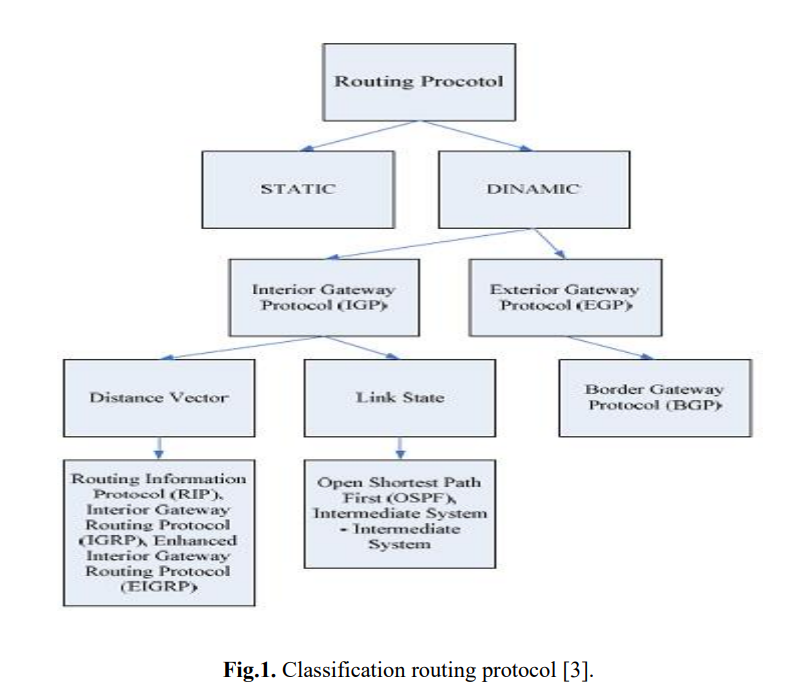 Routing Procotol
STATIC
DINAMIC
Interior Gateway
Protocol (IGP)
Exterior Gateway
Protocol (EGP)
Distance Vector
Link State
Border Gateway
Protocol (BGP)
Routing Information
Protocol (RIP),
Interior Gateway
Routing Protocol
(IGRP), Enhanced
Interior Gateway
Routing Protocol
(EIGRP)
Open Shortest Path
First (OSPF),
Intermediate System
- Intermediate
System
Fig.1. Classification routing protocol [3].